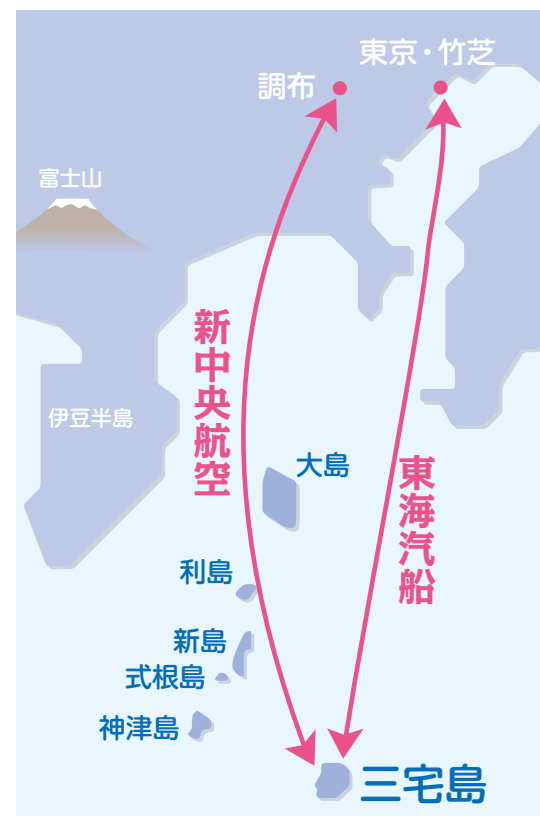 東京・竹芝
調布
富士山
新中央航空
伊豆半島
大島
東海汽船
利島
新島
式根島
神津島
三宅島